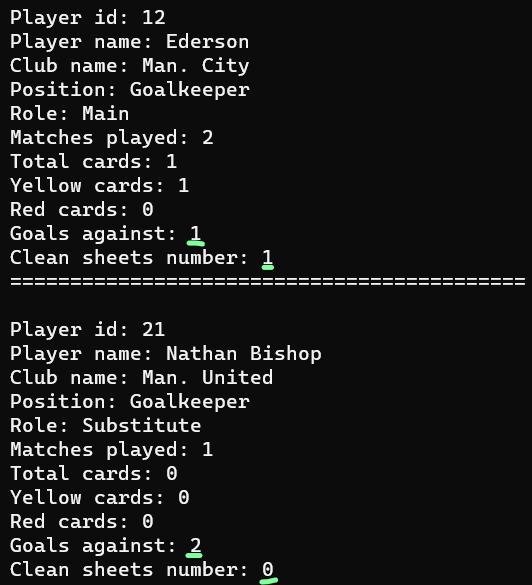 Player id: 12
Player name: Ederson
Club name: Man. City
Position: Goalkeeper
Role: Main
Matches played: 2
Total cards: 1
Yellow cards: 1
Red cards: 0
Goals against: 1
Clean sheets number: 1
===========================================
Player id: 21
Player name: Nathan Bishop
Club name: Man. United
Position: Goalkeeper
Role: Substitute
Matches played: 1
Total cards: 0
Yellow cards: 0
Red cards: 0
Goals against: 2
Clean sheets number: 0